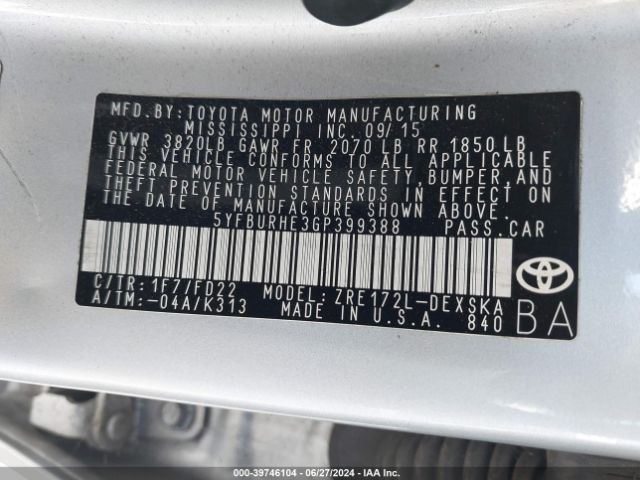 MFD. BY: TOYOTA MOTOR MANUFACTURING
MISSISSIPPI INC. 09/15
GVWR 3820LB GAWR FR 2070 LB RR 1850 LB
THIS VEHICLE CONFORMS TO ALL APPLICABLE
FEDERAL MOTOR VEHICLE SAFETY, BUMPER, AND
THEFT PREVENTION STANDARDS IN EFFECT ON
THE DATE OF MANUFACTURE SHOWN ABOVE.
5YFBURHE3GP399388 PASS. CAR
C/TR: 1F7/FD22 MODEL: ZRE172L-DEXSKA
A/TM: -04A/K313 MADE IN U.S.A. 840
BA
000-39746104 | 06/27/2024 | IAA Inc.